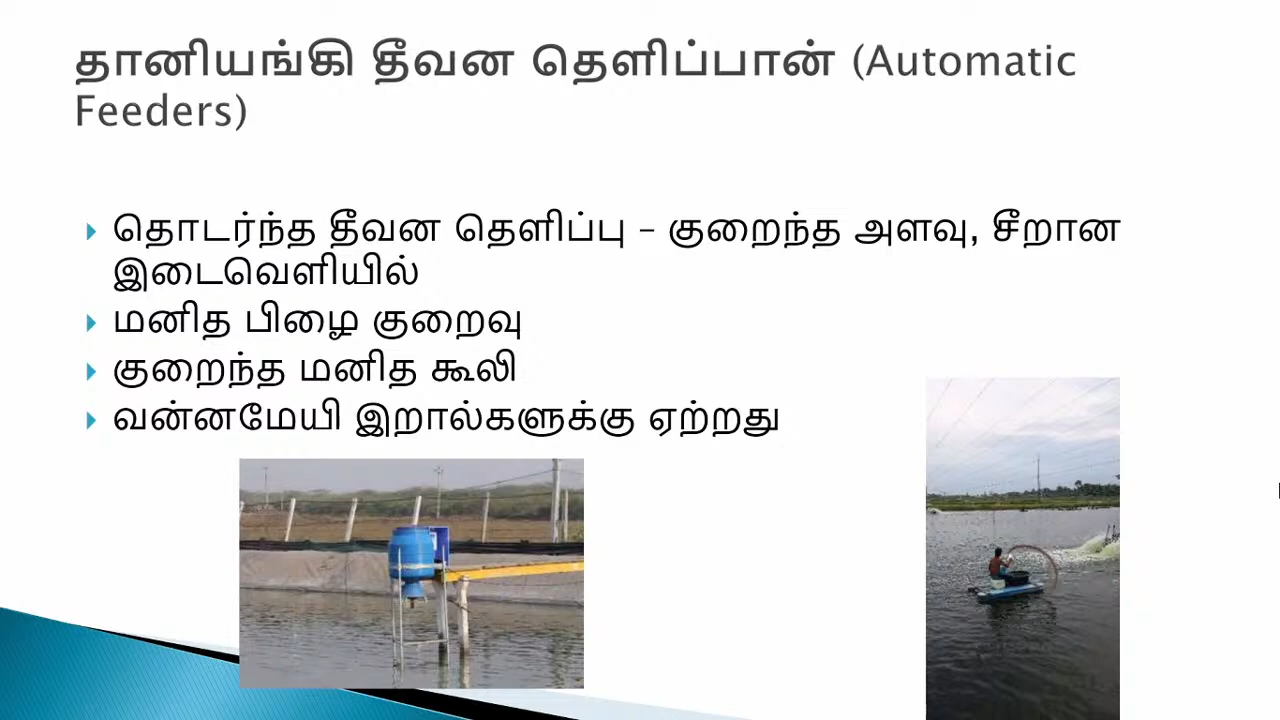 தானியங்கி தீவன தெளிப்பான் (Automatic
Feeders)
தொடர்ந்த தீவன தெளிப்பு – குறைந்த அளவு, சீறான
இடைவெளியில்
மனித பிழை குறைவு
குறைந்த மனித கூலி
வன்னமேயி இறால்களுக்கு ஏற்றது